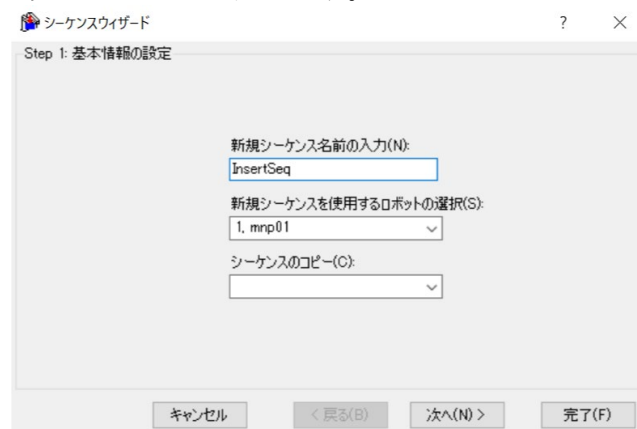 シーケンスウィザード
Step 1: 基本情報の設定
新規シーケンス名前の入力(N):
InsertSeq
新規シーケンスを使用するロボットの選択(S):
1, mnp01
シーケンスのコピー(C):
キャンセル < 戻る(B) 次へ(N) > 完了(F)